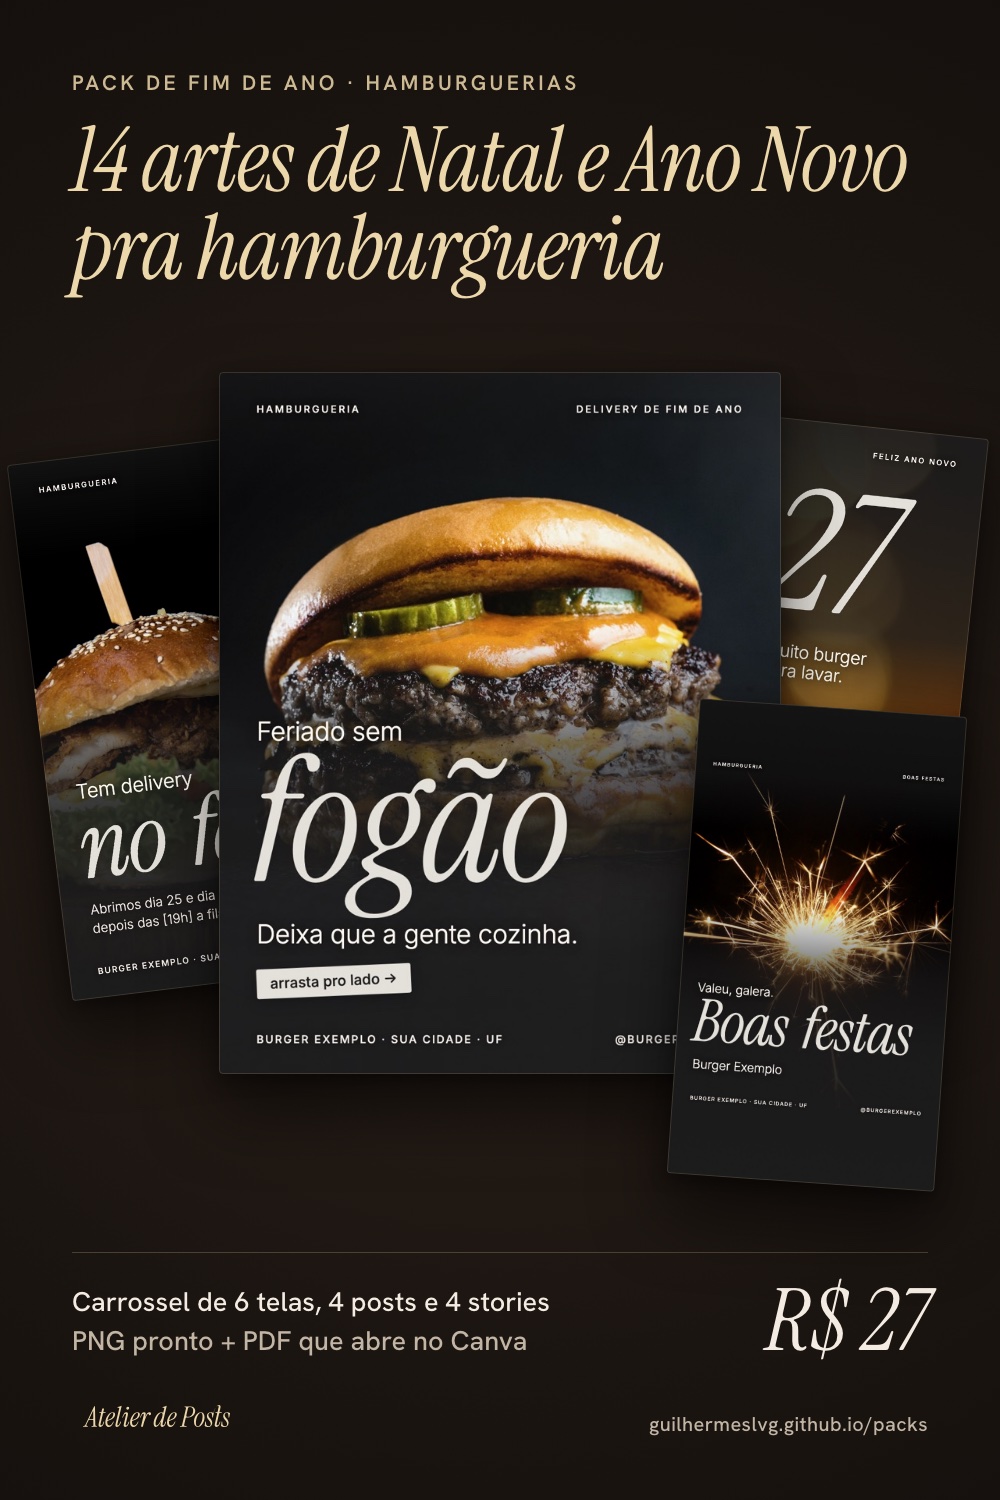 PACK DE FIM DE ANO · HAMBURGUERIAS
14 artes de Natal e Ano Novo
pra hamburgueria
HAMBURGUERIA
Tem delivery
no
Abrimos dia 25 e dia
depois das [19h] a
BURGER EXEMPLO ·
HAMBURGUERIA
DELIVERY DE FIM DE ANO
Feriado sem
fogão
Deixa que a gente cozinha.
arrasta pro lado →
BURGER EXEMPLO · SUA CIDADE · UF
FELIZ ANO NOVO
27
burger
lavar.
HAMBURGUERIA
BOAS FESTAS
Valeu, galera.
Boas festas
Burger Exemplo
BURGER EXEMPLO · SUA CIDADE · UF
@BURGEREXEMPLO
Carrossel de 6 telas, 4 posts e 4 stories
PNG pronto + PDF que abre no Canva
R$ 27
Atelier de Posts
guilhermeslvg.github.io/packs